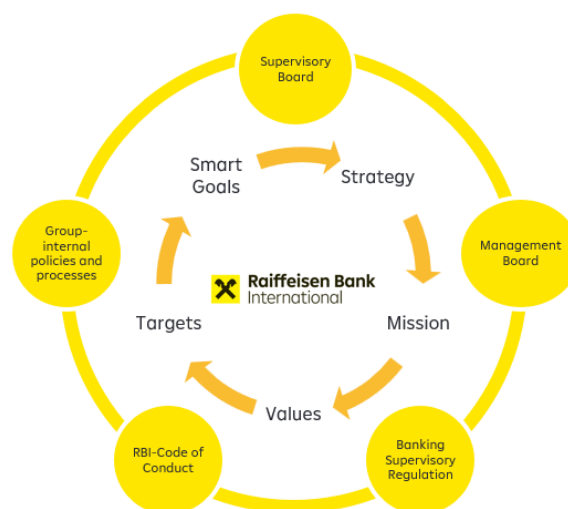 Supervisory
Board
Smart
Goals
Strategy
Group-
internal
policies and
processes
Management
Board
Raiffeisen Bank
International
Targets
Mission
Values
RBI-Code of
Conduct
Banking
Supervisory
Regulation